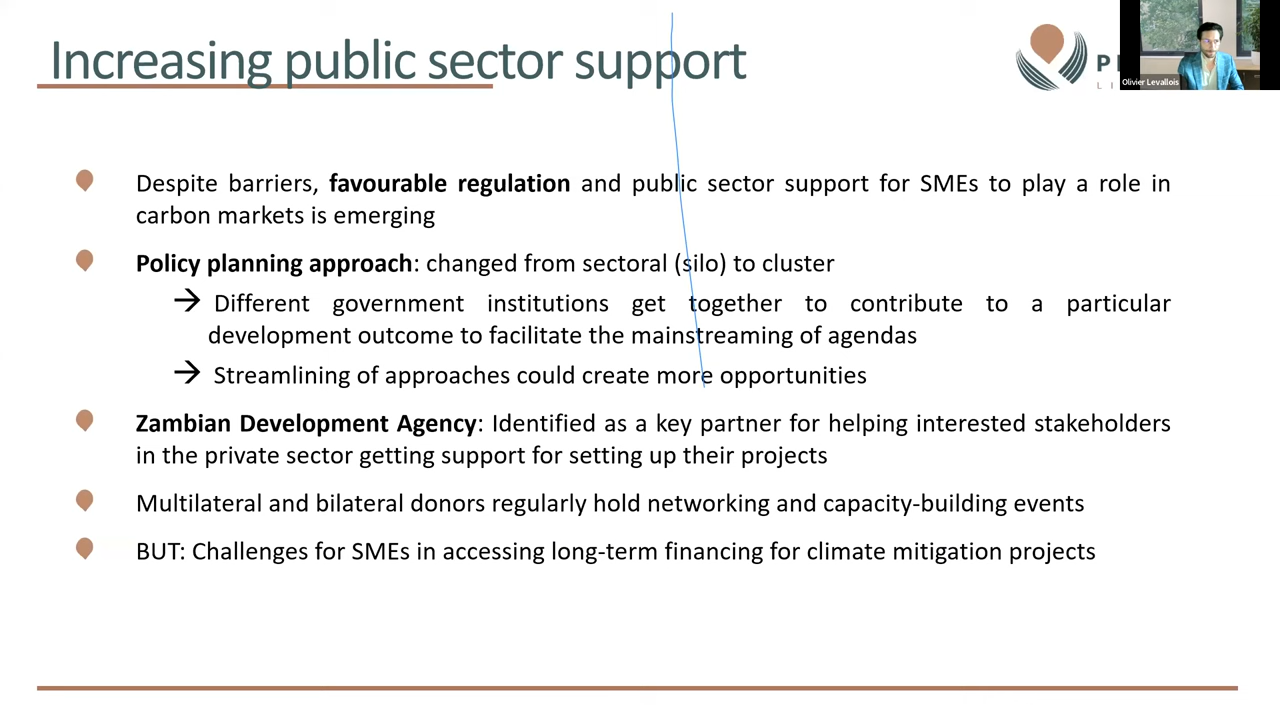 Increasing public sector support
Olivier Levallois
Despite barriers, favourable regulation and public sector support for SMEs to play a role in
carbon markets is emerging
Policy planning approach: changed from sectoral (silo) to cluster
→ Different government institutions get together to contribute to a particular
development outcome to facilitate the mainstreaming of agendas
→ Streamlining of approaches could create more opportunities
Zambian Development Agency: Identified as a key partner for helping interested stakeholders
in the private sector getting support for setting up their projects
Multilateral and bilateral donors regularly hold networking and capacity-building events
BUT: Challenges for SMEs in accessing long-term financing for climate mitigation projects